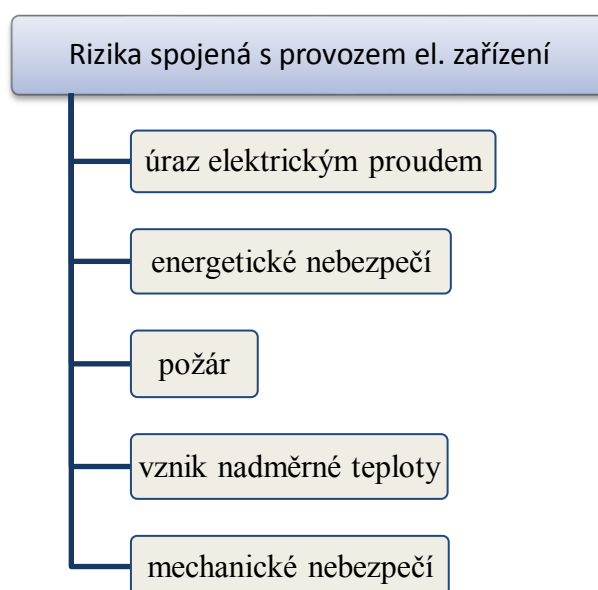 Rizika spojená s provozem el. zařízení
úraz elektrickým proudem
energetické nebezpečí
požár
vznik nadměrné teploty
mechanické nebezpečí